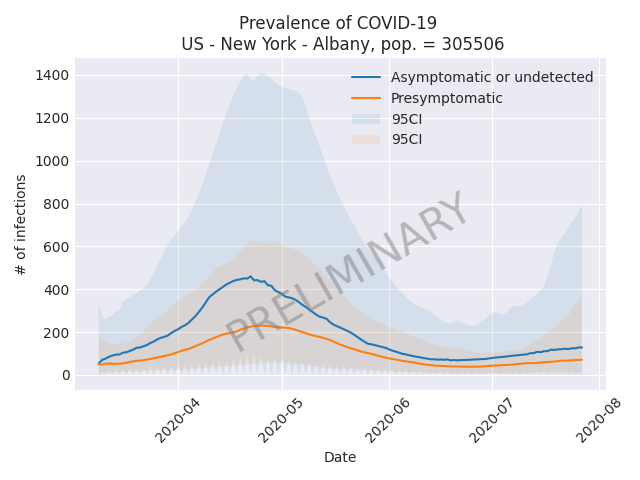 Prevalence of COVID-19
US - New York - Albany, pop. = 305506
Asymptomatic or undetected
Presymptomatic
95CI
95CI
1400
1200
1000
800
600
400
200
0
# of infections
PRELIMINARY
2020-04
2020-05
2020-06
2020-07
2020-08
Date